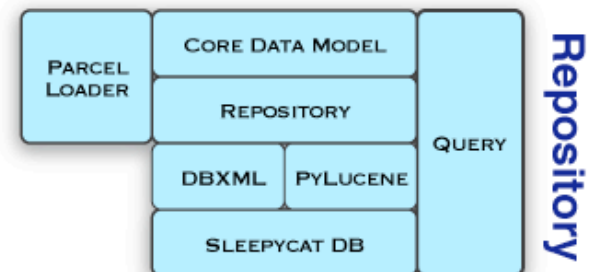 PARCEL
LOADER
CORE DATA MODEL
REPOSITORY
DBXML
PYLUCENE
SLEEPYCAT DB
QUERY
Repository